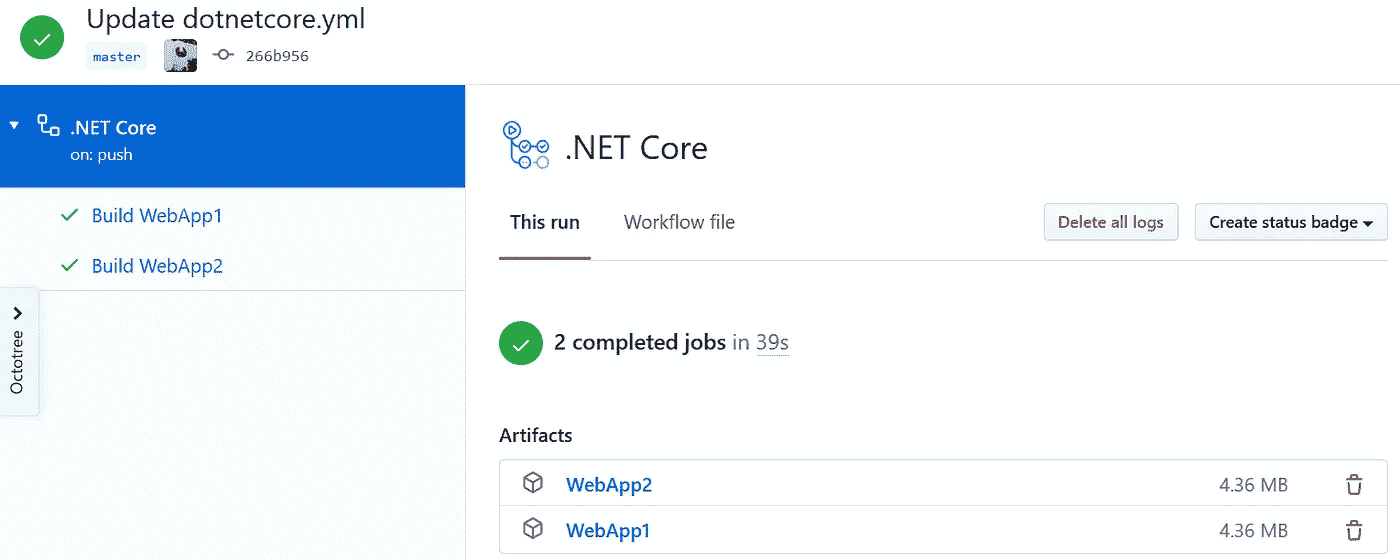 Update dotnetcore.yml
master 266b956
.NET Core
on: push
Build WebApp1
Build WebApp2
Octotree
.NET Core
This run Workflow file Delete all logs Create status badge
2 completed jobs in 39s
Artifacts
WebApp2 4.36 MB
WebApp1 4.36 MB